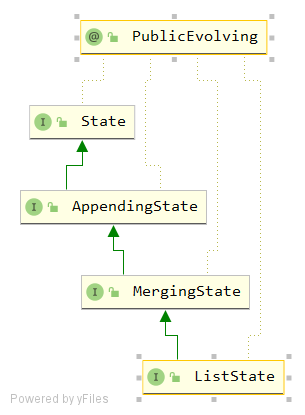 @ PublicEvolving
I State
I AppendingState
I MergingState
I ListState
Powered by yFiles